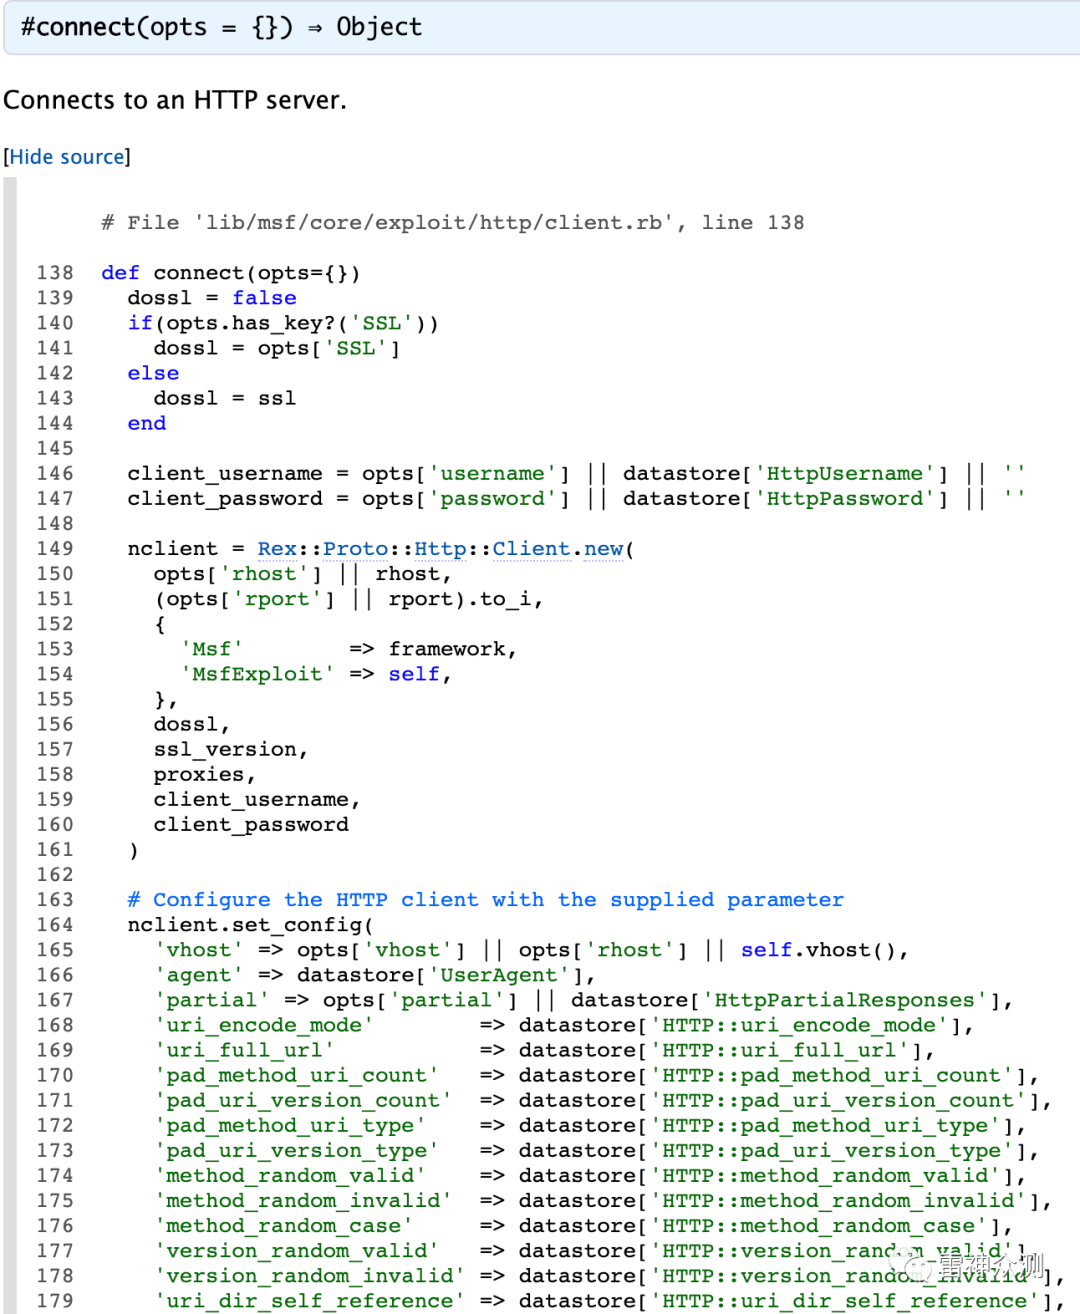 #connect(opts = {}) ⇒ Object
Connects to an HTTP server.
[Hide source]
# File 'lib/msf/core/exploit/http/client.rb', line 138
138 def connect(opts={})
139   dossl = false
140   if(opts.has_key?('SSL'))
141     dossl = opts['SSL']
142   else
143     dossl = ssl
144   end
145
146   client_username = opts['username'] || datastore['HttpUsername'] || ''
147   client_password = opts['password'] || datastore['HttpPassword'] || ''
148
149   nclient = Rex::Proto::Http::Client.new(
150     opts['rhost'] || rhost,
151     (opts['rport'] || rport).to_i,
152     {
153       'Msf'        => framework,
154       'MsfExploit' => self,
155     },
156     dossl,
157     ssl_version,
158     proxies,
159     client_username,
160     client_password
161   )
162
163   # Configure the HTTP client with the supplied parameter
164   nclient.set_config(
165     'vhost' => opts['vhost'] || opts['rhost'] || self.vhost(),
166     'agent' => datastore['UserAgent'],
167     'partial' => opts['partial'] || datastore['HttpPartialResponses'],
168     'uri_encode_mode'        => datastore['HTTP::uri_encode_mode'],
169     'uri_full_url'           => datastore['HTTP::uri_full_url'],
170     'pad_method_uri_count'   => datastore['HTTP::pad_method_uri_count'],
171     'pad_uri_version_count'  => datastore['HTTP::pad_uri_version_count'],
172     'pad_method_uri_type'    => datastore['HTTP::pad_method_uri_type'],
173     'pad_uri_version_type'   => datastore['HTTP::pad_uri_version_type'],
174     'method_random_valid'    => datastore['HTTP::method_random_valid'],
175     'method_random_invalid'  => datastore['HTTP::method_random_invalid'],
176     'method_random_case'     => datastore['HTTP::method_random_case'],
177     'version_random_valid'   => datastore['HTTP::version_random_valid'],
178     'version_random_invalid' => datastore['HTTP::version_random_invalid'],
179     'uri_dir_self_reference' => datastore['HTTP::uri_dir_self_reference'],
雷神众测